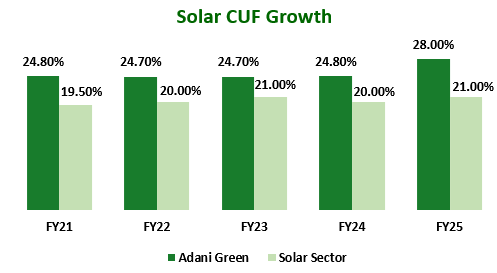 Solar CUF Growth
24.80% 19.50% 24.70% 20.00% 24.70% 21.00% 24.80% 20.00% 28.00% 21.00%
FY21 FY22 FY23 FY24 FY25
Adani Green Solar Sector